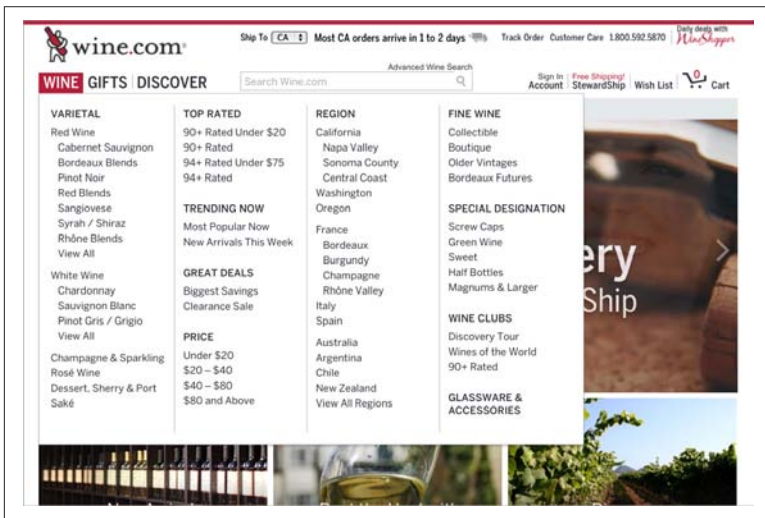 wine.com
Ship To CA Most CA orders arrive in 1 to 2 days
Track Order Customer Care 1.800.592.5870
Daily deals with
WineShopper
WINE GIFTS DISCOVER
Advanced Wine Search
Search Wine.com
Sign In
Account
Free Shipping!
StewardShip
Wish List
0
Cart
VARIETAL
Red Wine
Cabernet Sauvignon
Bordeaux Blends
Pinot Noir
Red Blends
Sangiovese
Syrah / Shiraz
Rhône Blends
View All
White Wine
Chardonnay
Sauvignon Blanc
Pinot Gris / Grigio
View All
Champagne & Sparkling
Rosé Wine
Dessert, Sherry & Port
Saké
TOP RATED
90+ Rated Under $20
90+ Rated
94+ Rated Under $75
94+ Rated
TRENDING NOW
Most Popular Now
New Arrivals This Week
GREAT DEALS
Biggest Savings
Clearance Sale
PRICE
Under $20
$20 – $40
$40 – $80
$80 and Above
REGION
California
Napa Valley
Sonoma County
Central Coast
Washington
Oregon
France
Bordeaux
Burgundy
Champagne
Rhône Valley
Italy
Spain
Australia
Argentina
Chile
New Zealand
View All Regions
FINE WINE
Collectible
Boutique
Older Vintages
Bordeaux Futures
SPECIAL DESIGNATION
Screw Caps
Green Wine
Sweet
Half Bottles
Magnums & Larger
WINE CLUBS
Discovery Tour
Wines of the World
90+ Rated
GLASSWARE &
ACCESSORIES
ery
Ship